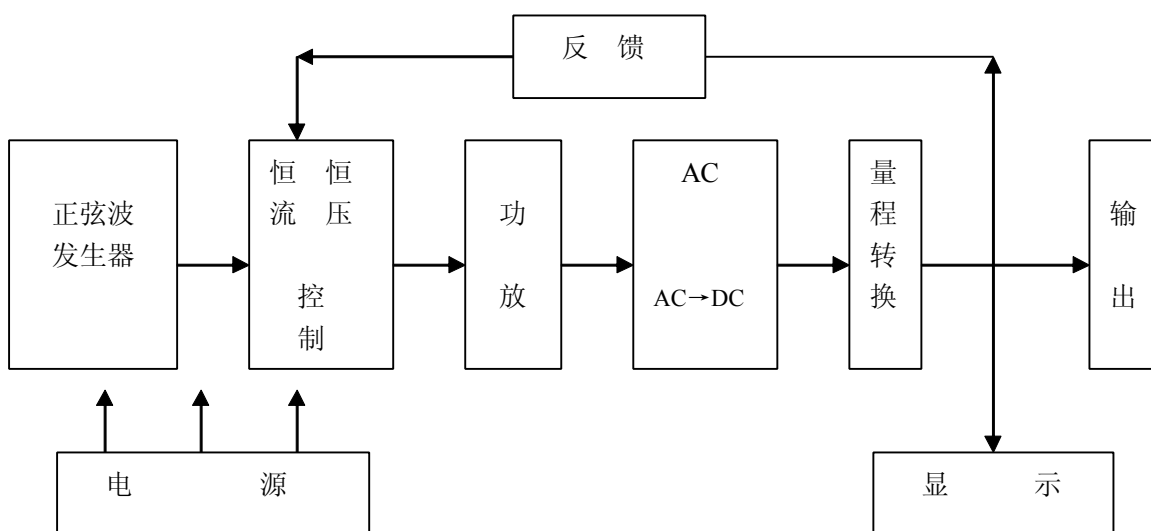 反 馈
正弦波
发生器
恒 恒
流 压
控
制
功
放
AC
AC→DC
量
程
转
换
输
出
电 源
显 示